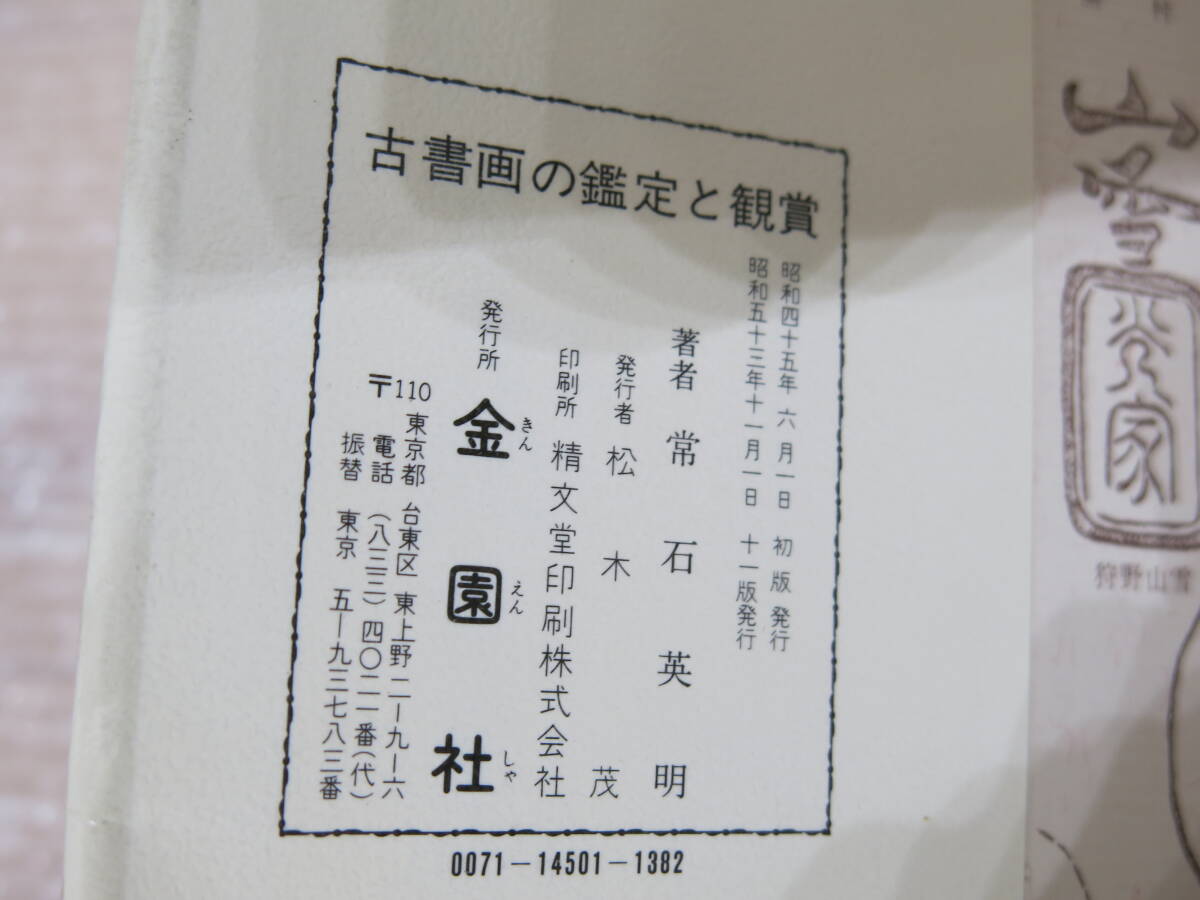 古書画の鑑定と観賞
昭和四十五年 六 月一日 初 版 発行
昭和五十三年十一月一日 十一版発行
著者 常石英明
発行者 松木茂
印刷所 精文堂印刷株式会社
発行所 金園社
きん えん しゃ
〒110 東京都 台東区 東上野 二ー九ー六
電話 (八三三)四〇二一番(代)
振替 東京 五ー九三七八三番
0071-14501-1382
山雪
狩野山雪